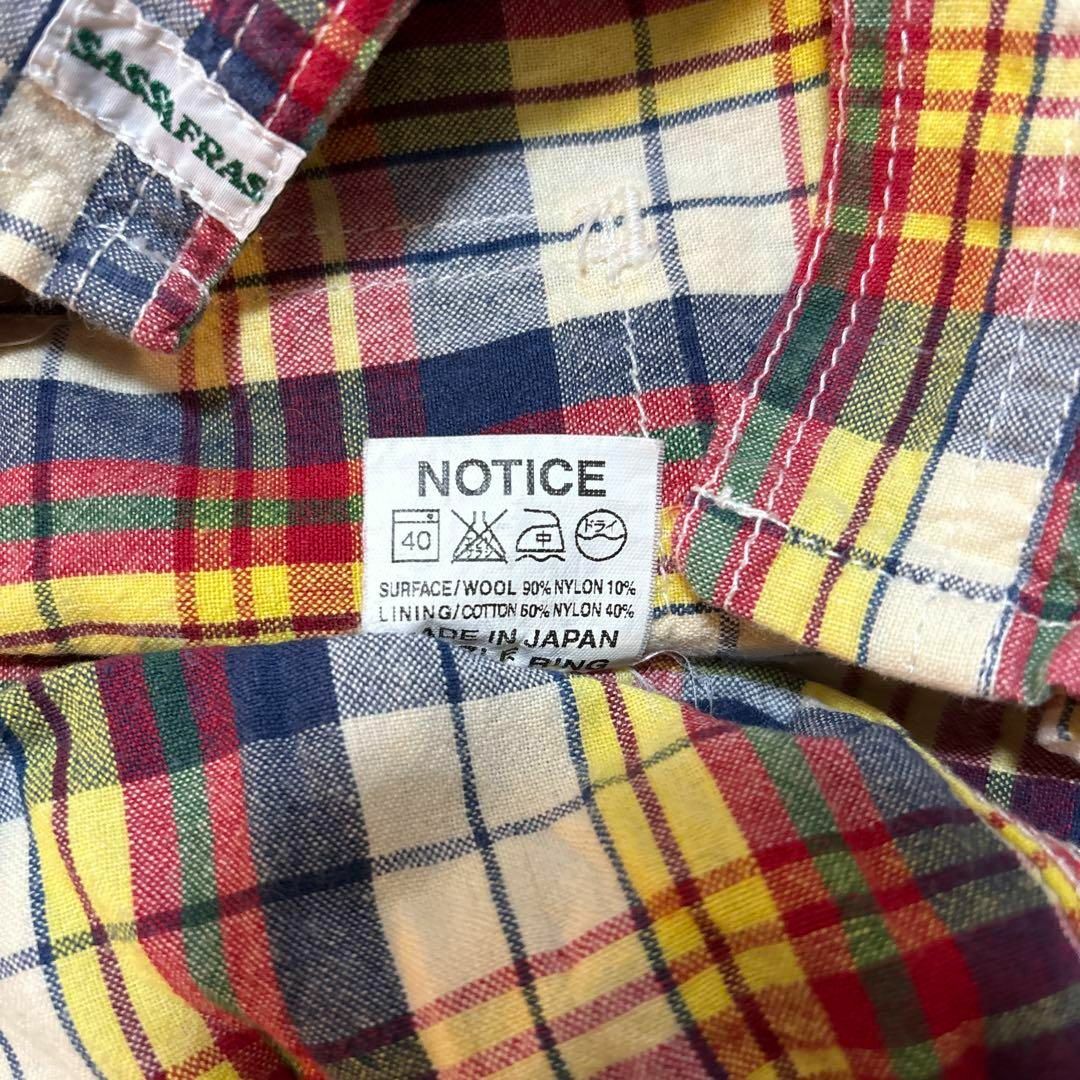 SASSAFRAS
NOTICE
40
中
ドライ
SURFACE/WOOL 90% NYLON 10%
LINING/COTTON 60% NYLON 40%
IN JAPAN
RING